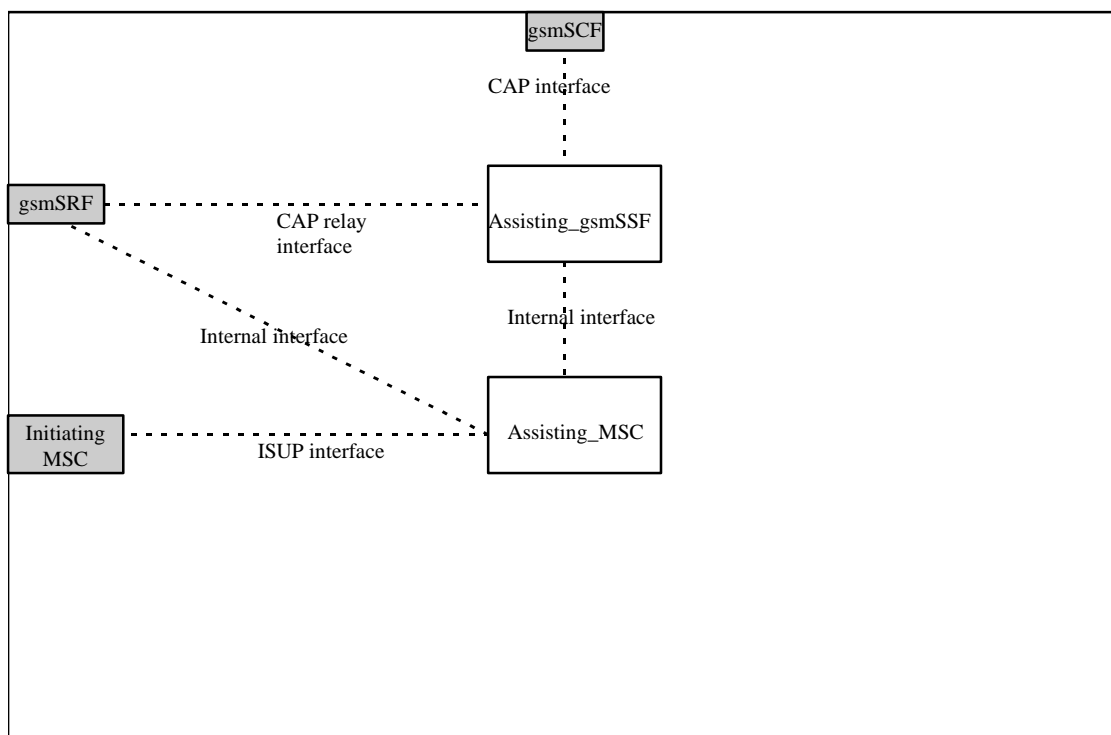 gsmSCF
CAP interface
gsmSRF
CAP relay
interface
Assisting_gsmSSF
Internal interface
Internal interface
Initiating
MSC
ISUP interface
Assisting_MSC